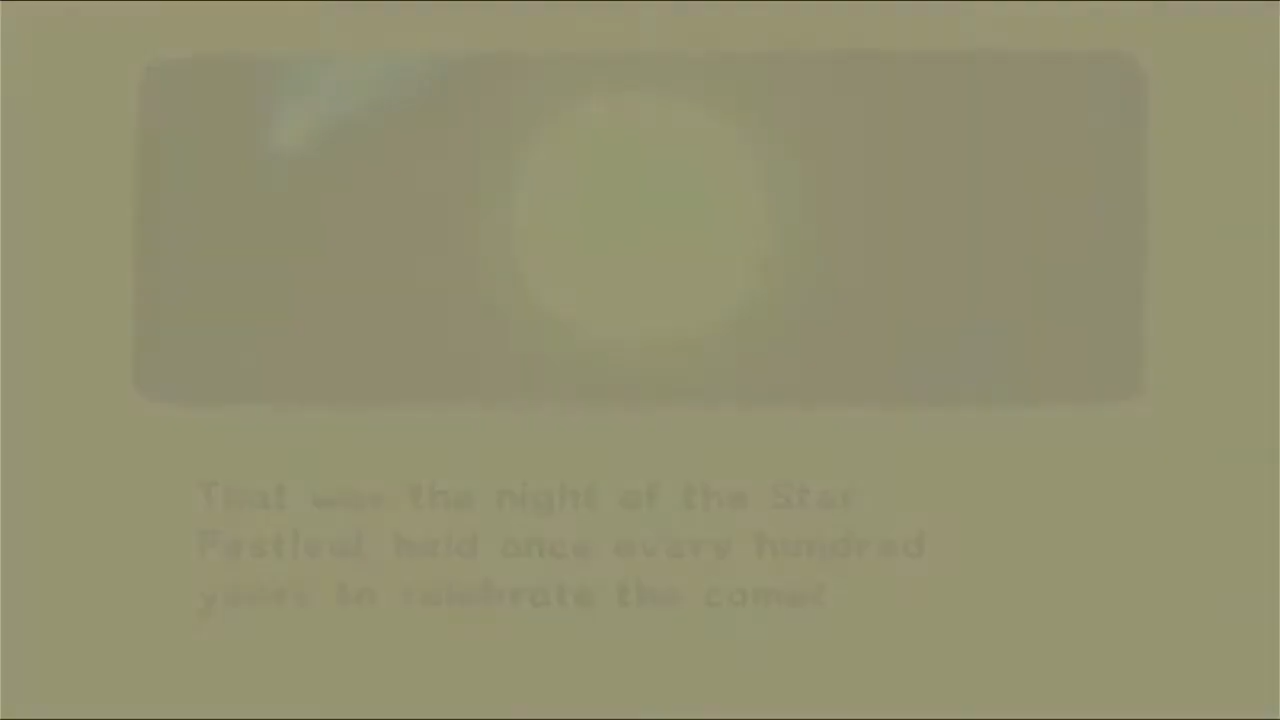 That was the night of the Star
Festival, held once every hundred
years to celebrate the comet